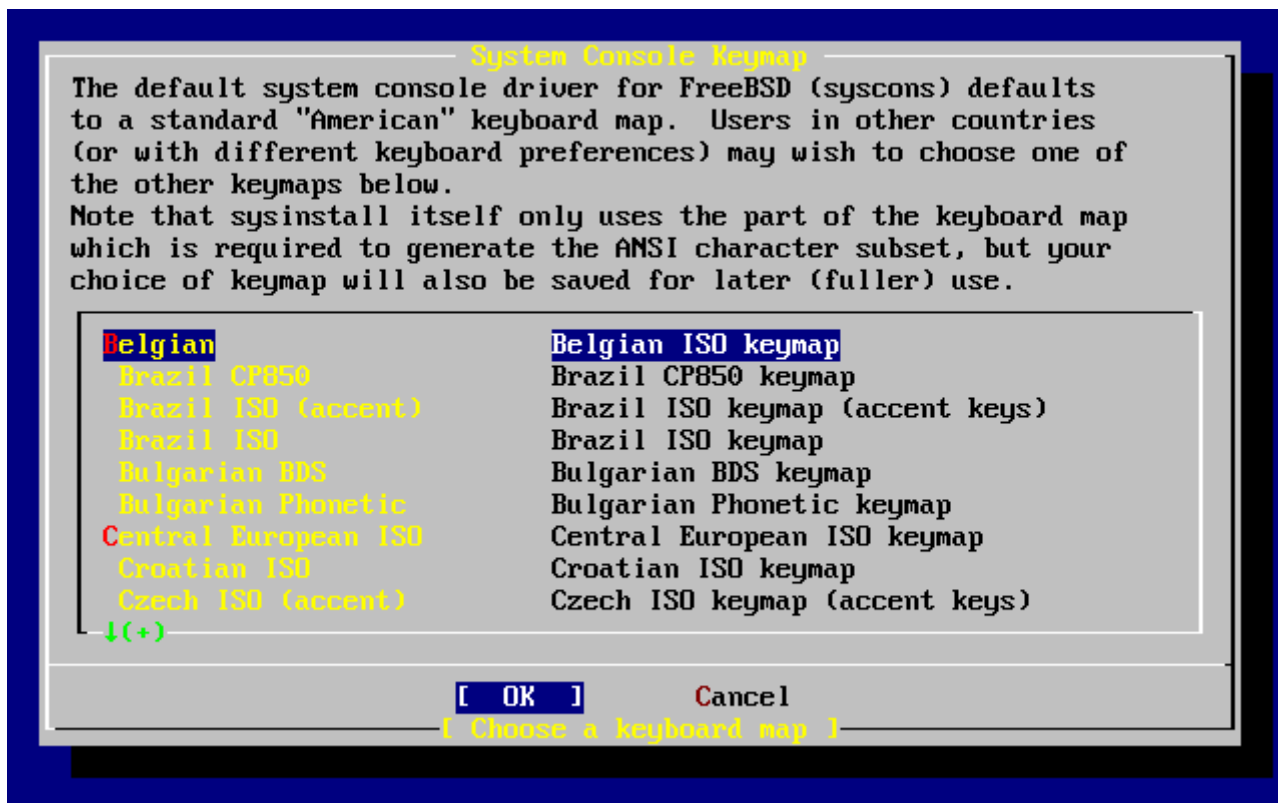 System Console Keymap
The default system console driver for FreeBSD (syscons) defaults
to a standard "American" keyboard map.  Users in other countries
(or with different keyboard preferences) may wish to choose one of
the other keymaps below.
Note that sysinstall itself only uses the part of the keyboard map
which is required to generate the ANSI character subset, but your
choice of keymap will also be saved for later (fuller) use.
Belgian Belgian ISO keymap
Brazil CP850 Brazil CP850 keymap
Brazil ISO (accent) Brazil ISO keymap (accent keys)
Brazil ISO Brazil ISO keymap
Bulgarian BDS Bulgarian BDS keymap
Bulgarian Phonetic Bulgarian Phonetic keymap
Central European ISO Central European ISO keymap
Croatian ISO Croatian ISO keymap
Czech ISO (accent) Czech ISO keymap (accent keys)
↓(+)
[ OK ] Cancel
[ Choose a keyboard map ]